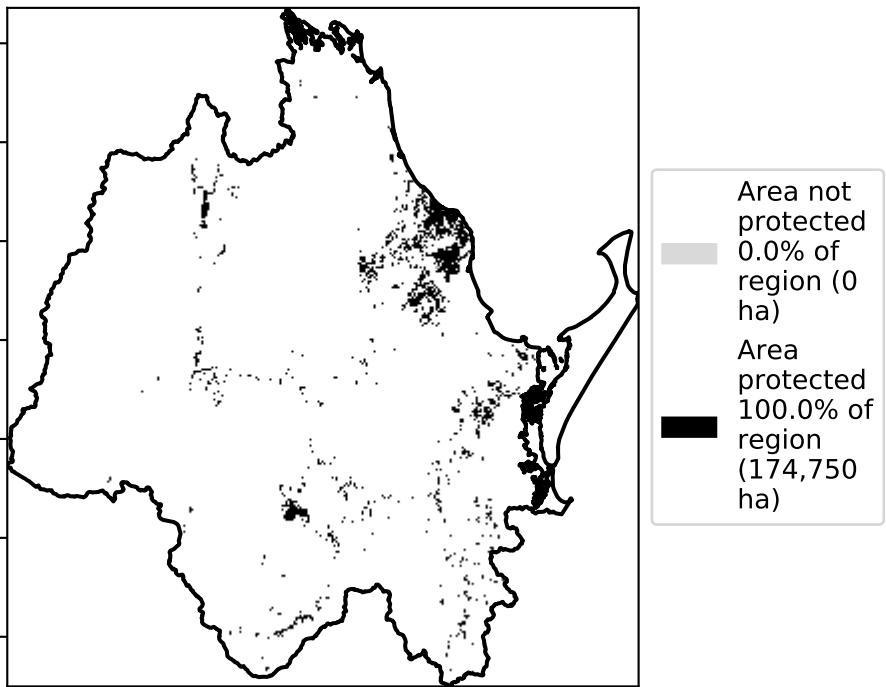 Area not
protected
0.0% of
region (0
ha)
Area
protected
100.0% of
region
(174,750
ha)